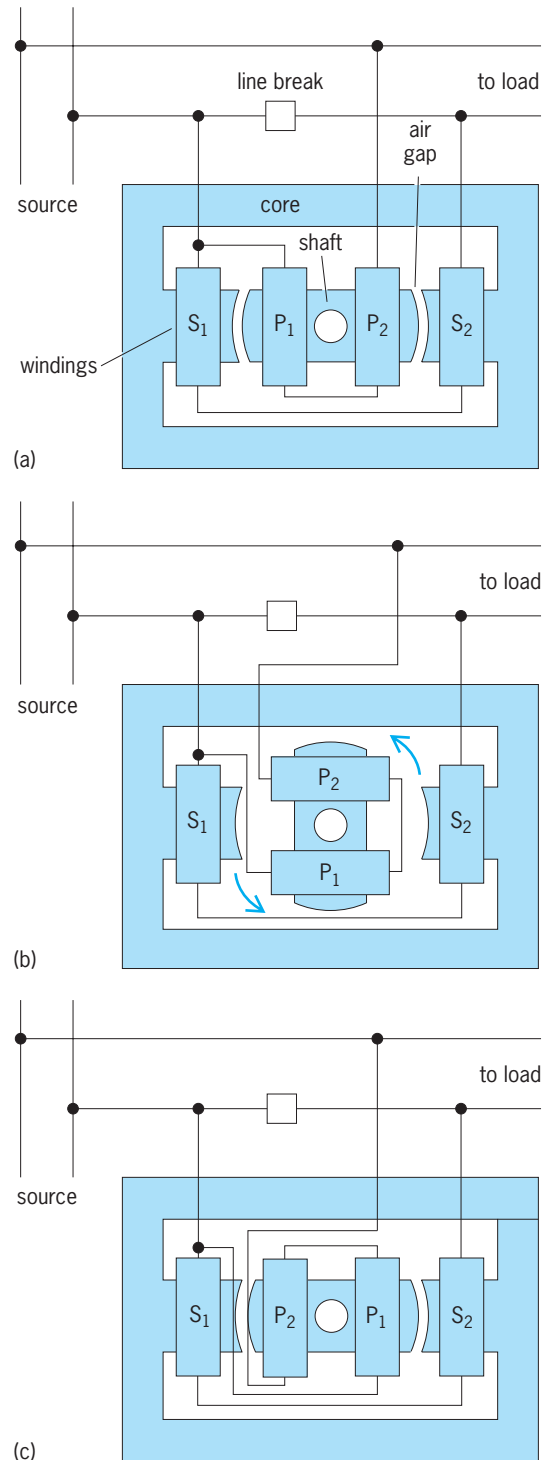 line break
to load
air
gap
source
core
shaft
S₁
P₁
P₂
S₂
windings
(a)
to load
source
P₂
S₁
S₂
P₁
(b)
to load
source
S₁
P₂
P₁
S₂
(c)